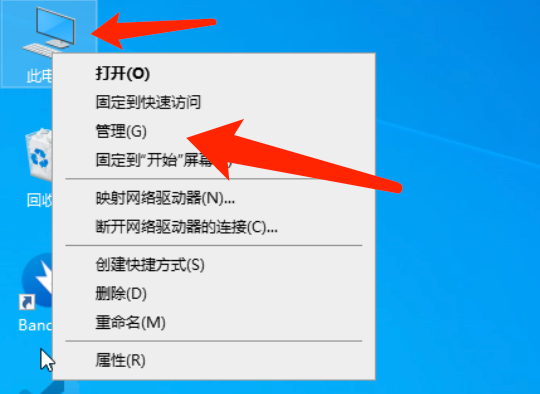 此电
打开(O)
固定到快速访问
管理(G)
固定到"开始"屏幕
映射网络驱动器(N)...
断开网络驱动器的连接(C)...
回收
创建快捷方式(S)
删除(D)
Banc
重命名(M)
属性(R)